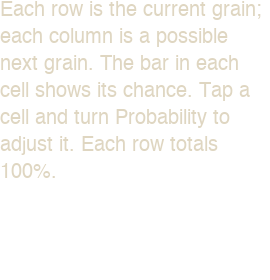 Each row is the current grain;
each column is a possible
next grain. The bar in each
cell shows its chance. Tap a
cell and turn Probability to
adjust it. Each row totals
100%.